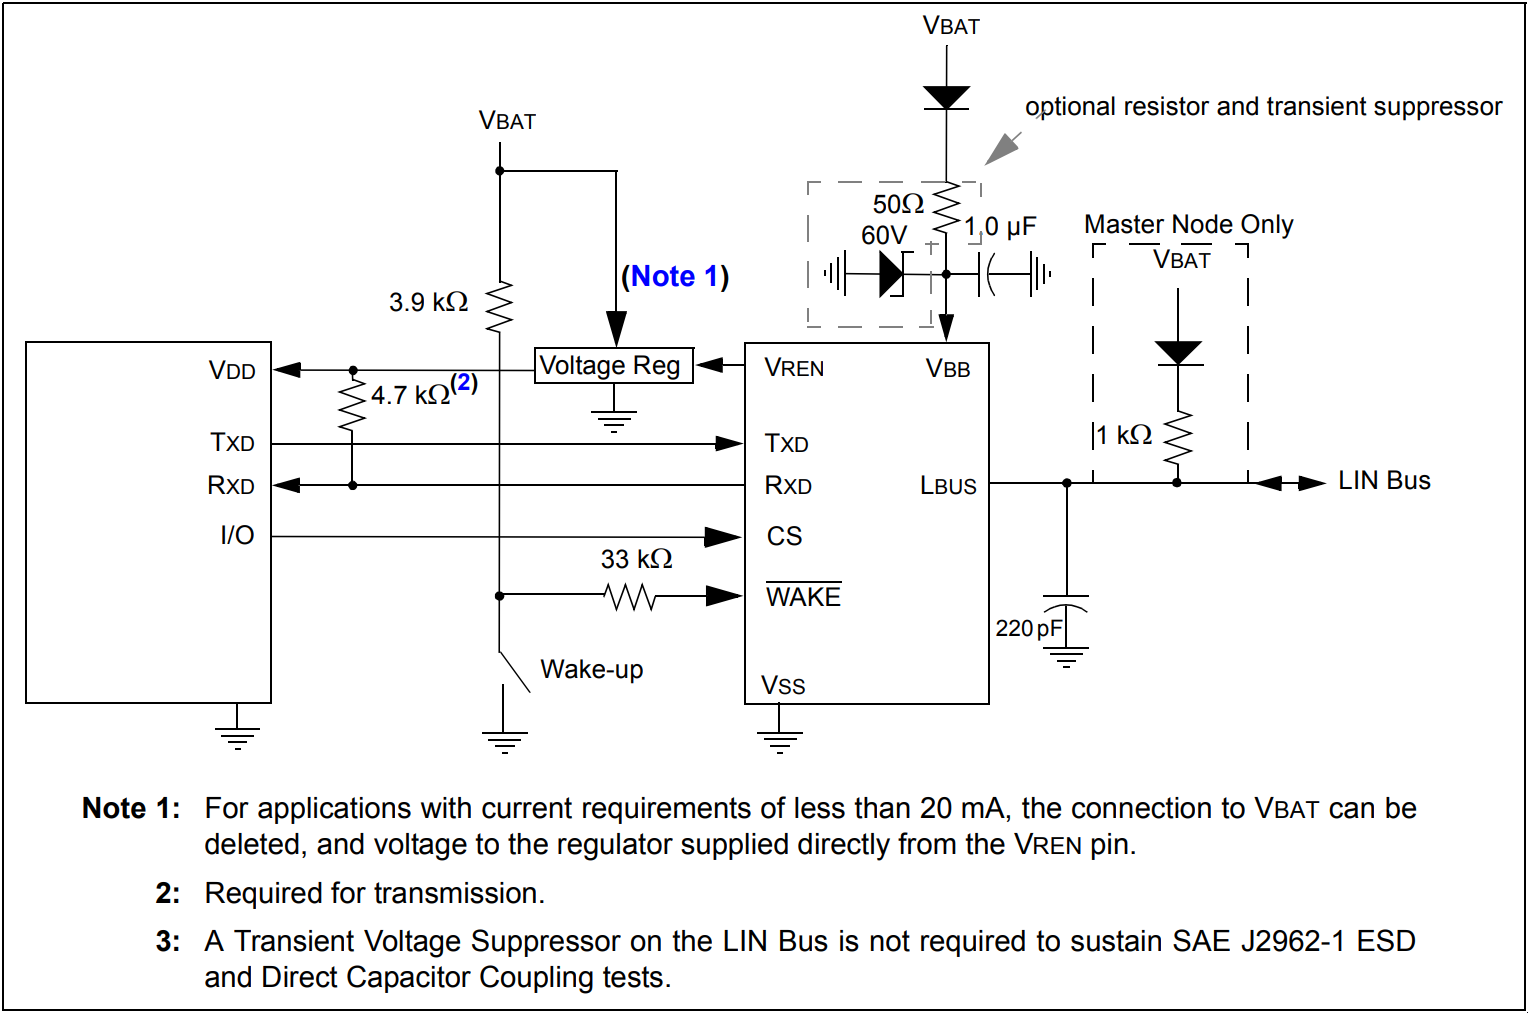 VBAT
optional resistor and transient suppressor
VBAT
50Ω
1.0 µF
60V
Master Node Only
VBAT
(Note 1)
3.9 kΩ
VDD
4.7 kΩ(2)
Voltage Reg
VREN
VBB
TXD
TXD
1 kΩ
RXD
RXD
LBUS
LIN Bus
I/O
CS
33 kΩ
WAKE
220 pF
Wake-up
VSS
Note 1: For applications with current requirements of less than 20 mA, the connection to VBAT can be
deleted, and voltage to the regulator supplied directly from the VREN pin.
2: Required for transmission.
3: A Transient Voltage Suppressor on the LIN Bus is not required to sustain SAE J2962-1 ESD
and Direct Capacitor Coupling tests.